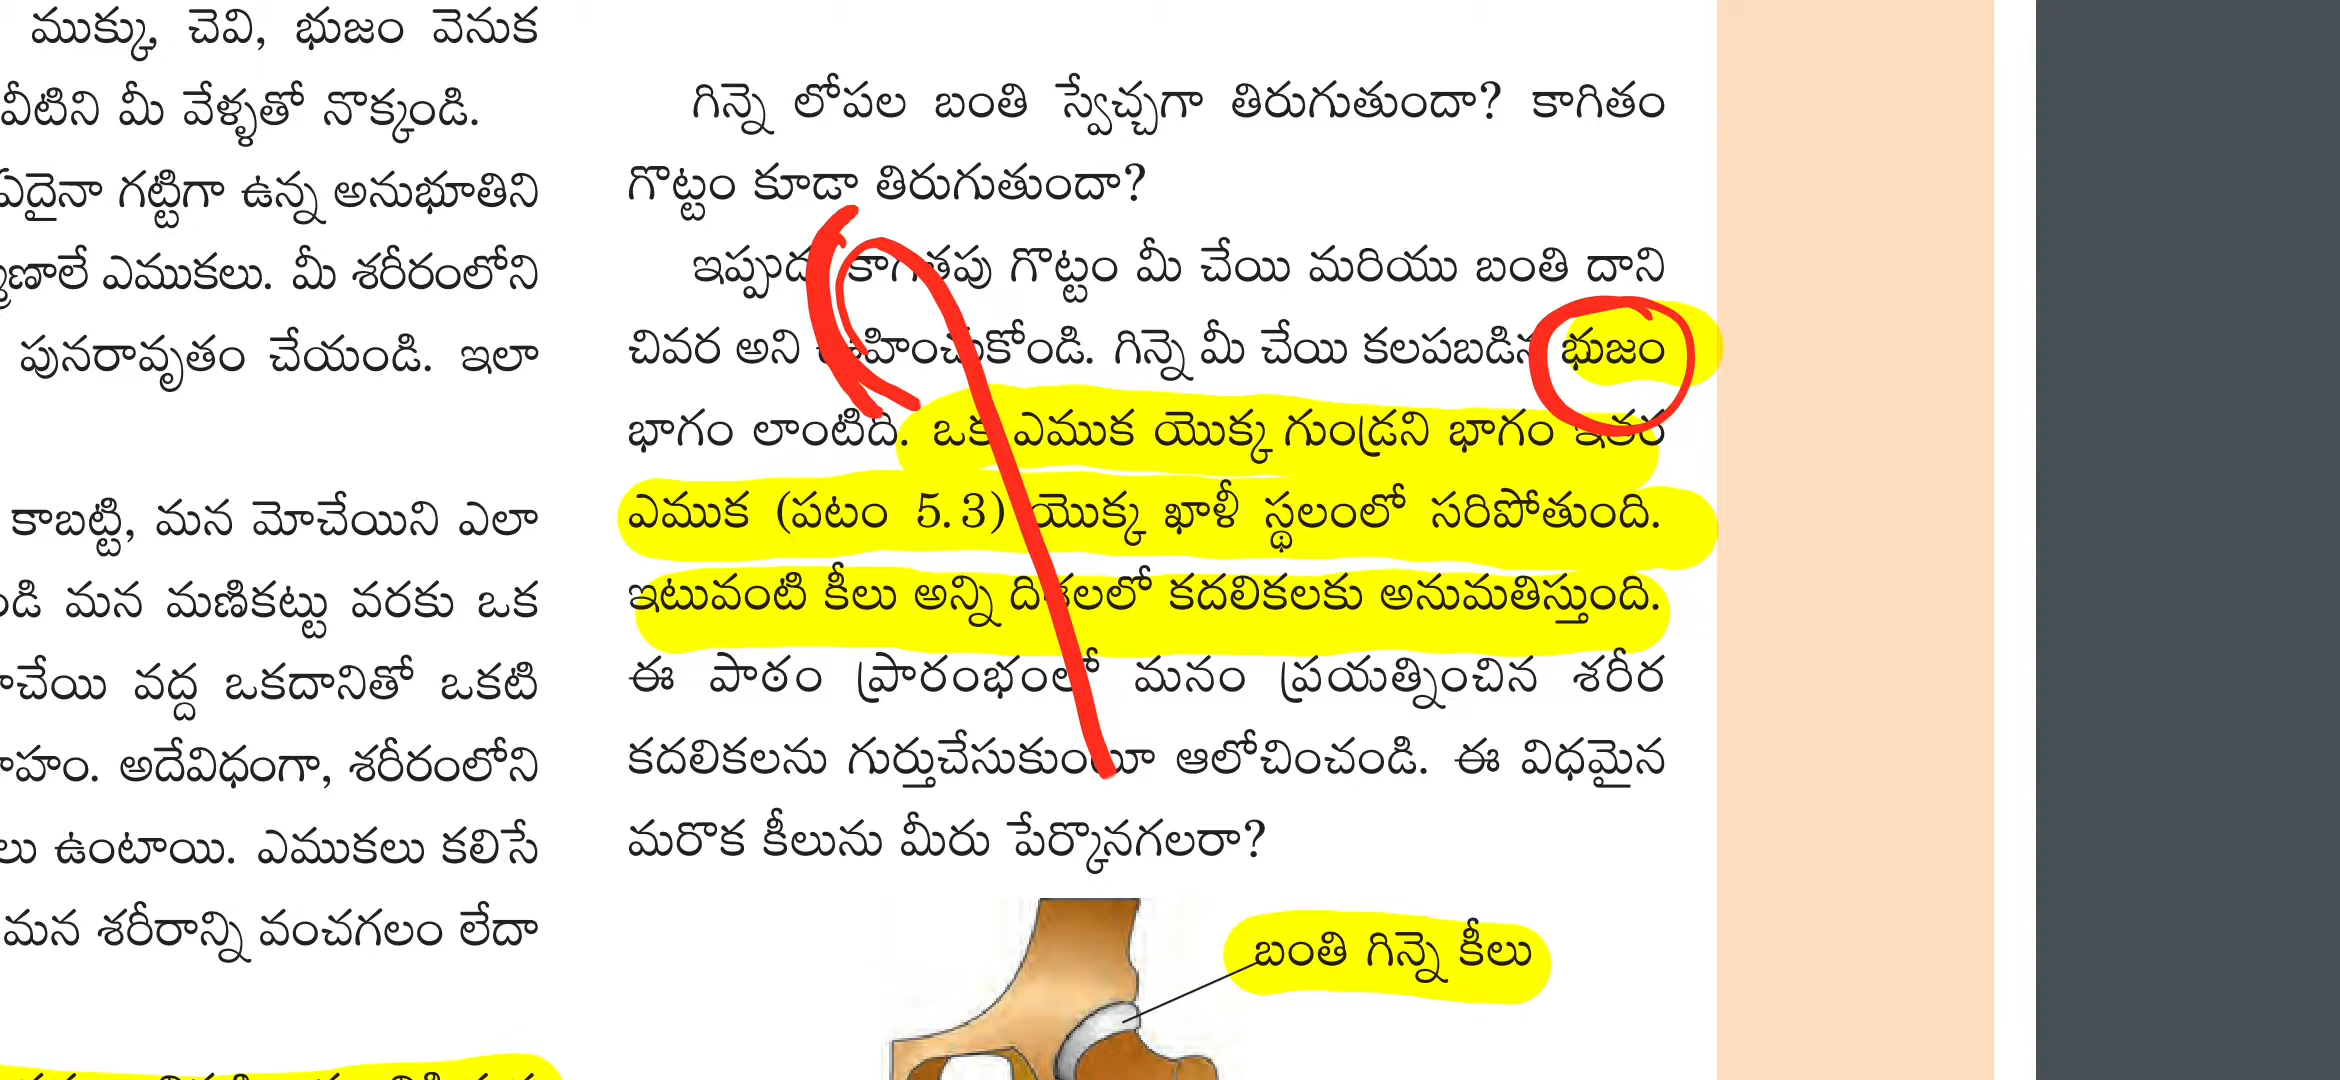 ముక్కు, చెవి, భుజం వెనుక
వీటిని మీ వేళ్ళతో నొక్కండి.
ఏదైనా గట్టిగా ఉన్న అనుభూతిని
ఎముకలు. మీ శరీరంలోని
పునరావృతం చేయండి. ఇలా
కాబట్టి, మన మోచేయిని ఎలా
మన మణికట్టు వరకు ఒక
వద్ద ఒకదానితో ఒకటి
అదేవిధంగా, శరీరంలోని
ఉంటాయి. ఎముకలు కలిసే
మన శరీరాన్ని వంచగలం లేదా
గిన్నె లోపల బంతి స్వేచ్ఛగా తిరుగుతుందా? కాగితం
గొట్టం కూడా తిరుగుతుందా?
ఇప్పుడు కాగితపు గొట్టం మీ చేయి మరియు బంతి దాని
చివర అని ఊహించుకోండి. గిన్నె మీ చేయి కలపబడిన భుజం
భాగం లాంటిది. ఒక ఎముక యొక్క గుండ్రని భాగం ఇతర
ఎముక (పటం 5.3) యొక్క ఖాళీ స్థలంలో సరిపోతుంది.
ఇటువంటి కీలు అన్ని దిశలలో కదలికలకు అనుమతిస్తుంది.
ఈ పాఠం ప్రారంభంలో మనం ప్రయత్నించిన శరీర
కదలికలను గుర్తుచేసుకుంటూ ఆలోచించండి. ఈ విధమైన
మరొక కీలును మీరు పేర్కొనగలరా?
బంతి గిన్నె కీలు